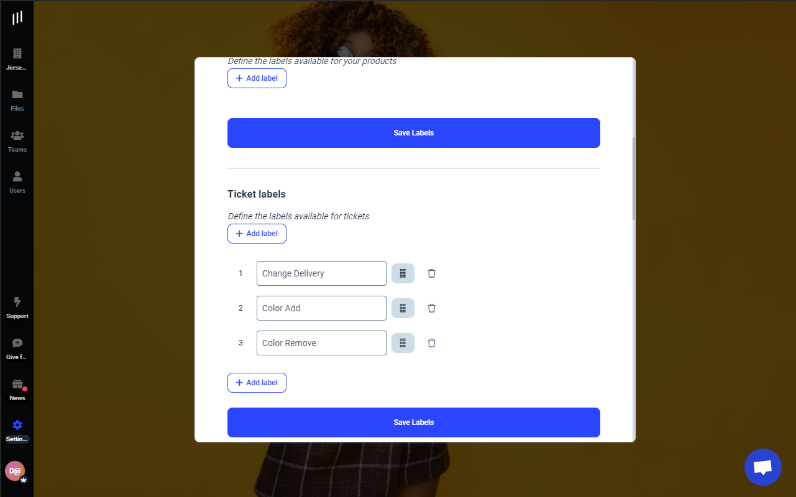 Jerse...
Files
Teams
Users
Support
Give f...
News
Settin...
D@
Define the labels available for your products
+ Add label
Save Labels
Ticket labels
Define the labels available for tickets
+ Add label
1 Change Delivery
2 Color Add
3 Color Remove
+ Add label
Save Labels